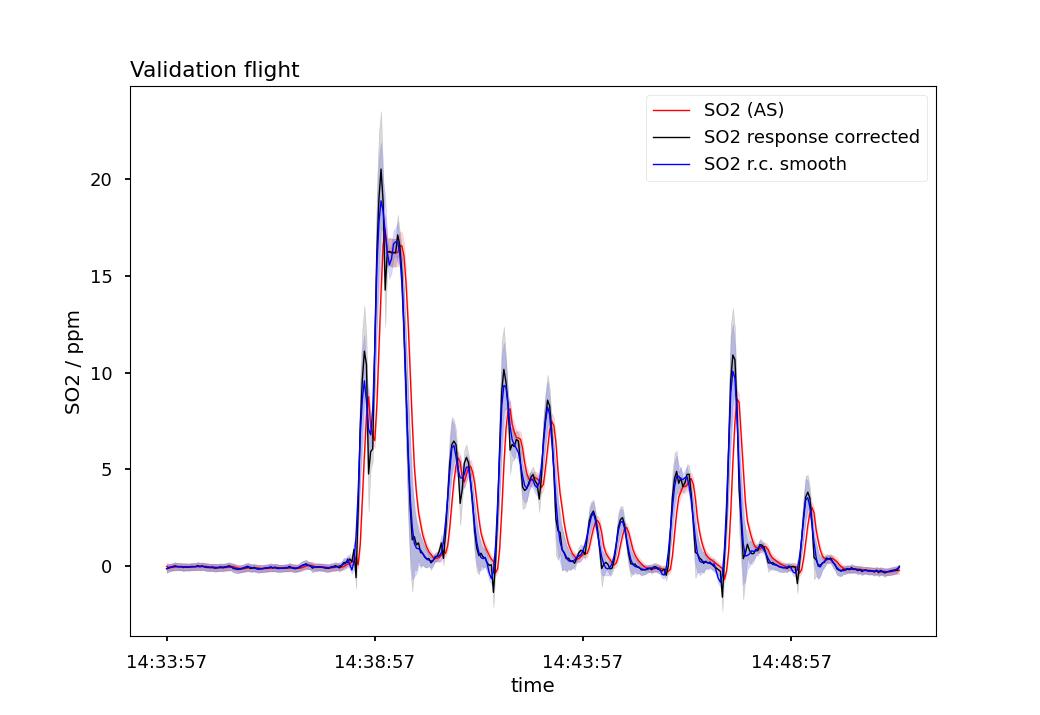 Validation flight
SO2 (AS)
SO2 response corrected
SO2 r.c. smooth
SO2 / ppm
20
15
10
5
0
14:33:57
14:38:57
14:43:57
14:48:57
time